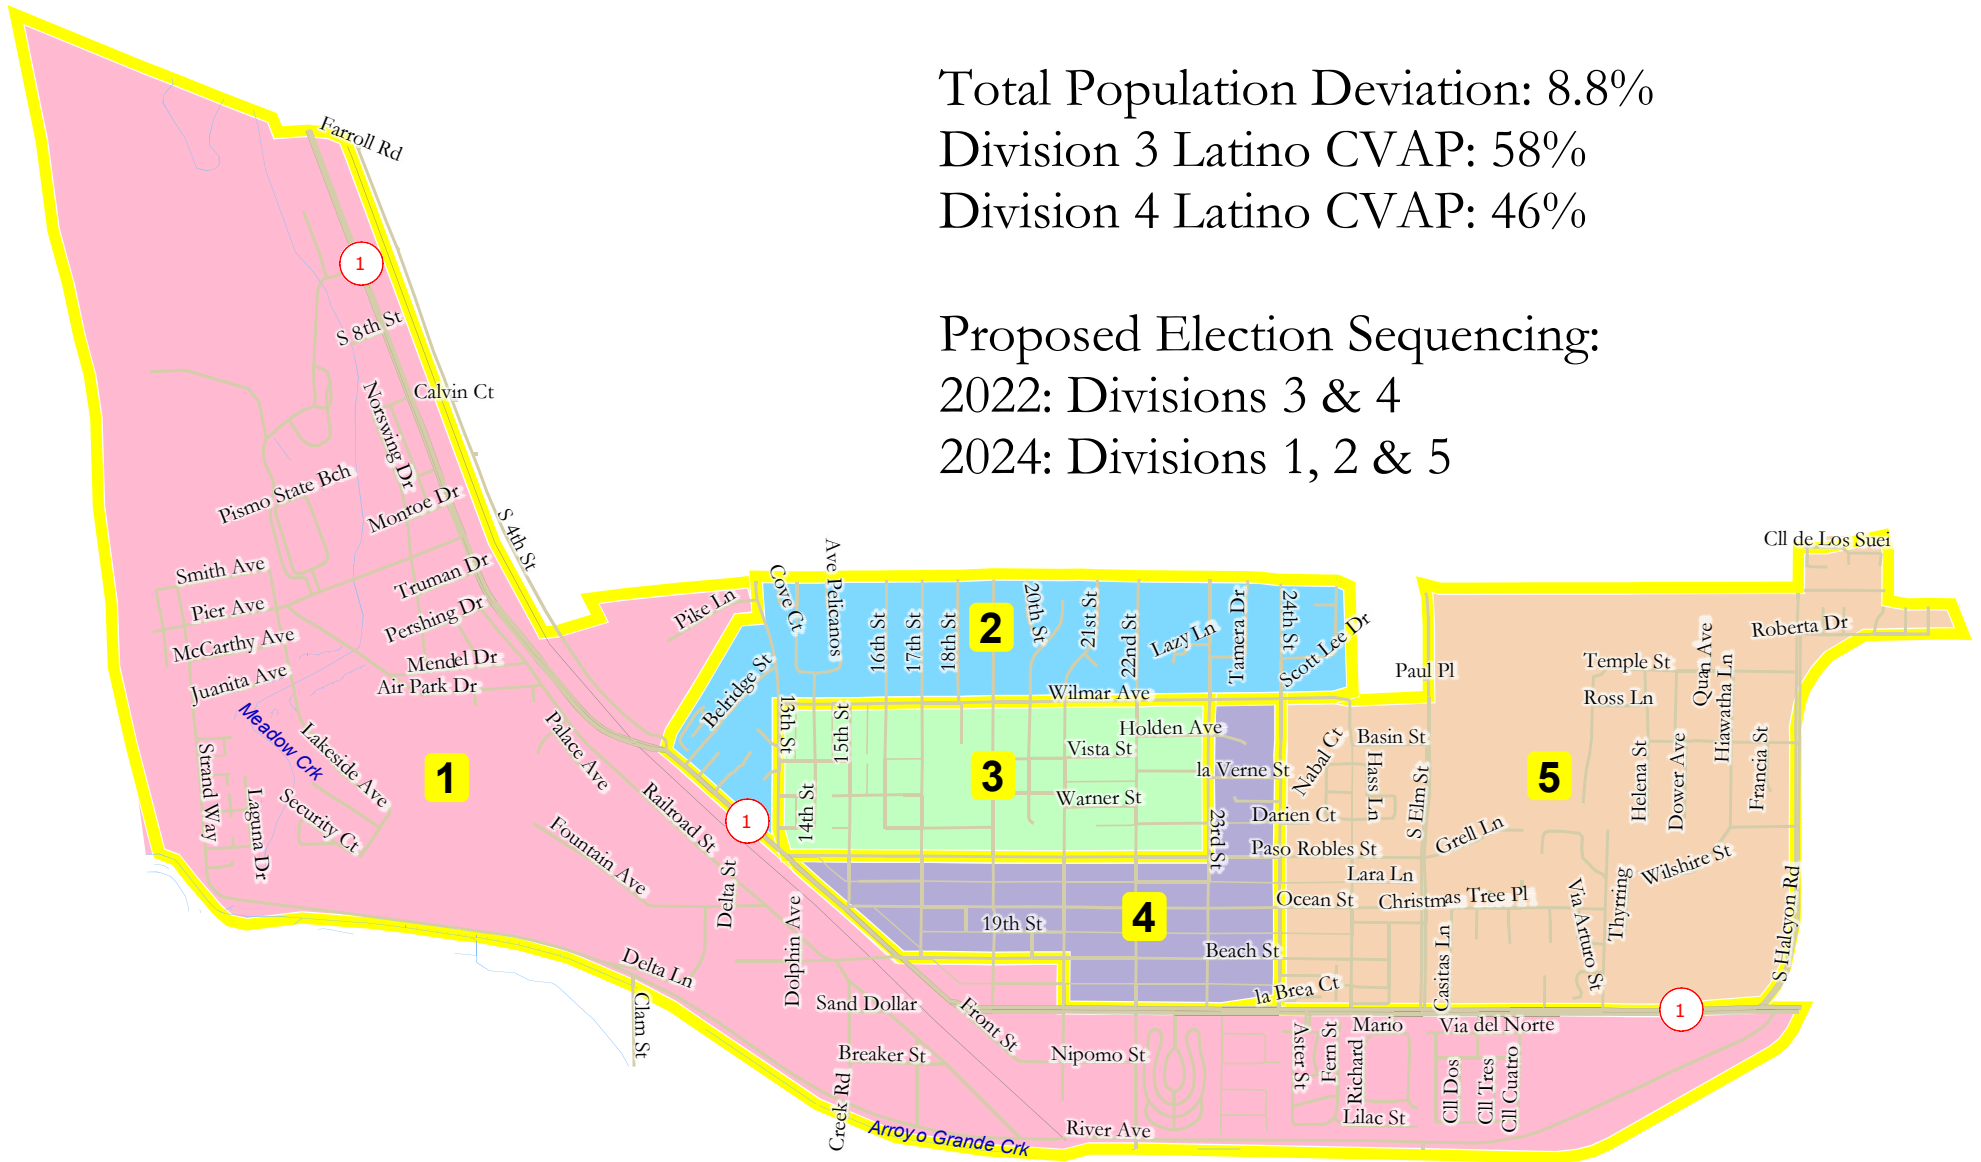 Total Population Deviation: 8.8%
Division 3 Latino CVAP: 58%
Division 4 Latino CVAP: 46%
Proposed Election Sequencing:
2022: Divisions 3 & 4
2024: Divisions 1, 2 & 5
Farroll Rd
1
S 8th St
Calvin Ct
Norswing Dr
Pismo State Bch
Monroe Dr
S 4th St
Smith Ave
Truman Dr
Pier Ave
Pershing Dr
McCarthy Ave
Mendel Dr
Juanita Ave
Air Park Dr
Meadow Crk
Lakeside Ave
Palace Ave
Strand Way
Laguna Dr
Security Ct
1
Railroad St
Fountain Ave
Delta St
Delta Ln
Clam St
Dolphin Ave
Sand Dollar
Front St
Breaker St
Nipomo St
Creek Rd
Arroyo Grande Crk
River Ave
Pike Ln
Cove Ct
Ave Pelicanos
16th St
17th St
18th St
2
20th St
21st St
22nd St
Lazy Ln
Tamera Dr
24th St
Scott Lee Dr
Belridge St
Wilmar Ave
13th St
15th St
Holden Ave
Vista St
3
la Verne St
Warner St
14th St
1
23rd St
Darien Ct
Paso Robles St
4
19th St
Beach St
Ocean St
la Brea Ct
Cll de Los Suei
Roberta Dr
Paul Pl
Temple St
Ross Ln
Quan Ave
Hiawatha Ln
Basin St
Nabal Ct
Hass Ln
S Elm St
5
Helena St
Dower Ave
Francia St
Grell Ln
Wilshire St
Lara Ln
Christmas Tree Pl
Via Arturo St
Thyrring
Casitas Ln
S Halcyon Rd
1
Aster St
Fern St
Mario
Richard
Via del Norte
Cll Dos
Cll Tres
Cll Cuatro
Lilac St